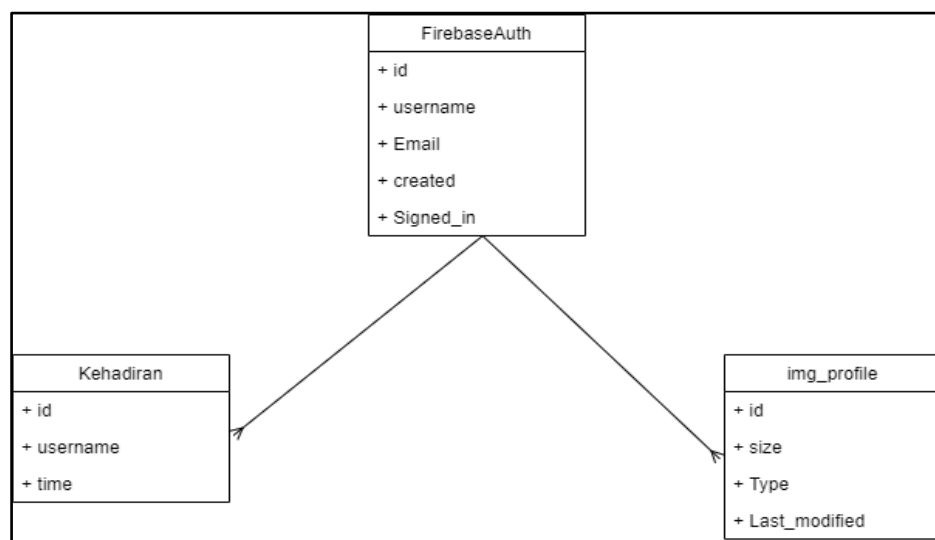 FirebaseAuth
+ id
+ username
+ Email
+ created
+ Signed_in
Kehadiran
+ id
+ username
+ time
img_profile
+ id
+ size
+ Type
+ Last_modified